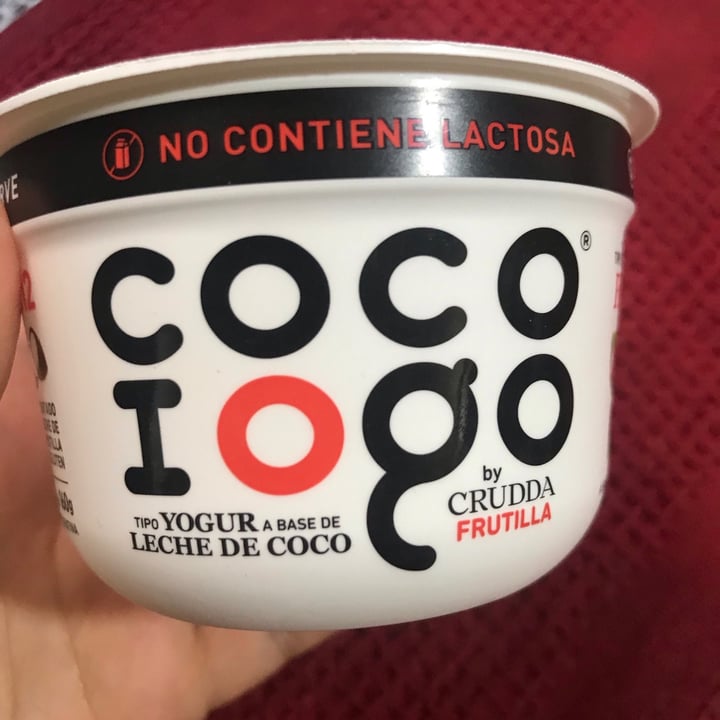 NO CONTIENE LACTOSA
COCO®
IOgO
by
CRUDDA
FRUTILLA
TIPO YOGUR A BASE DE
LECHE DE COCO